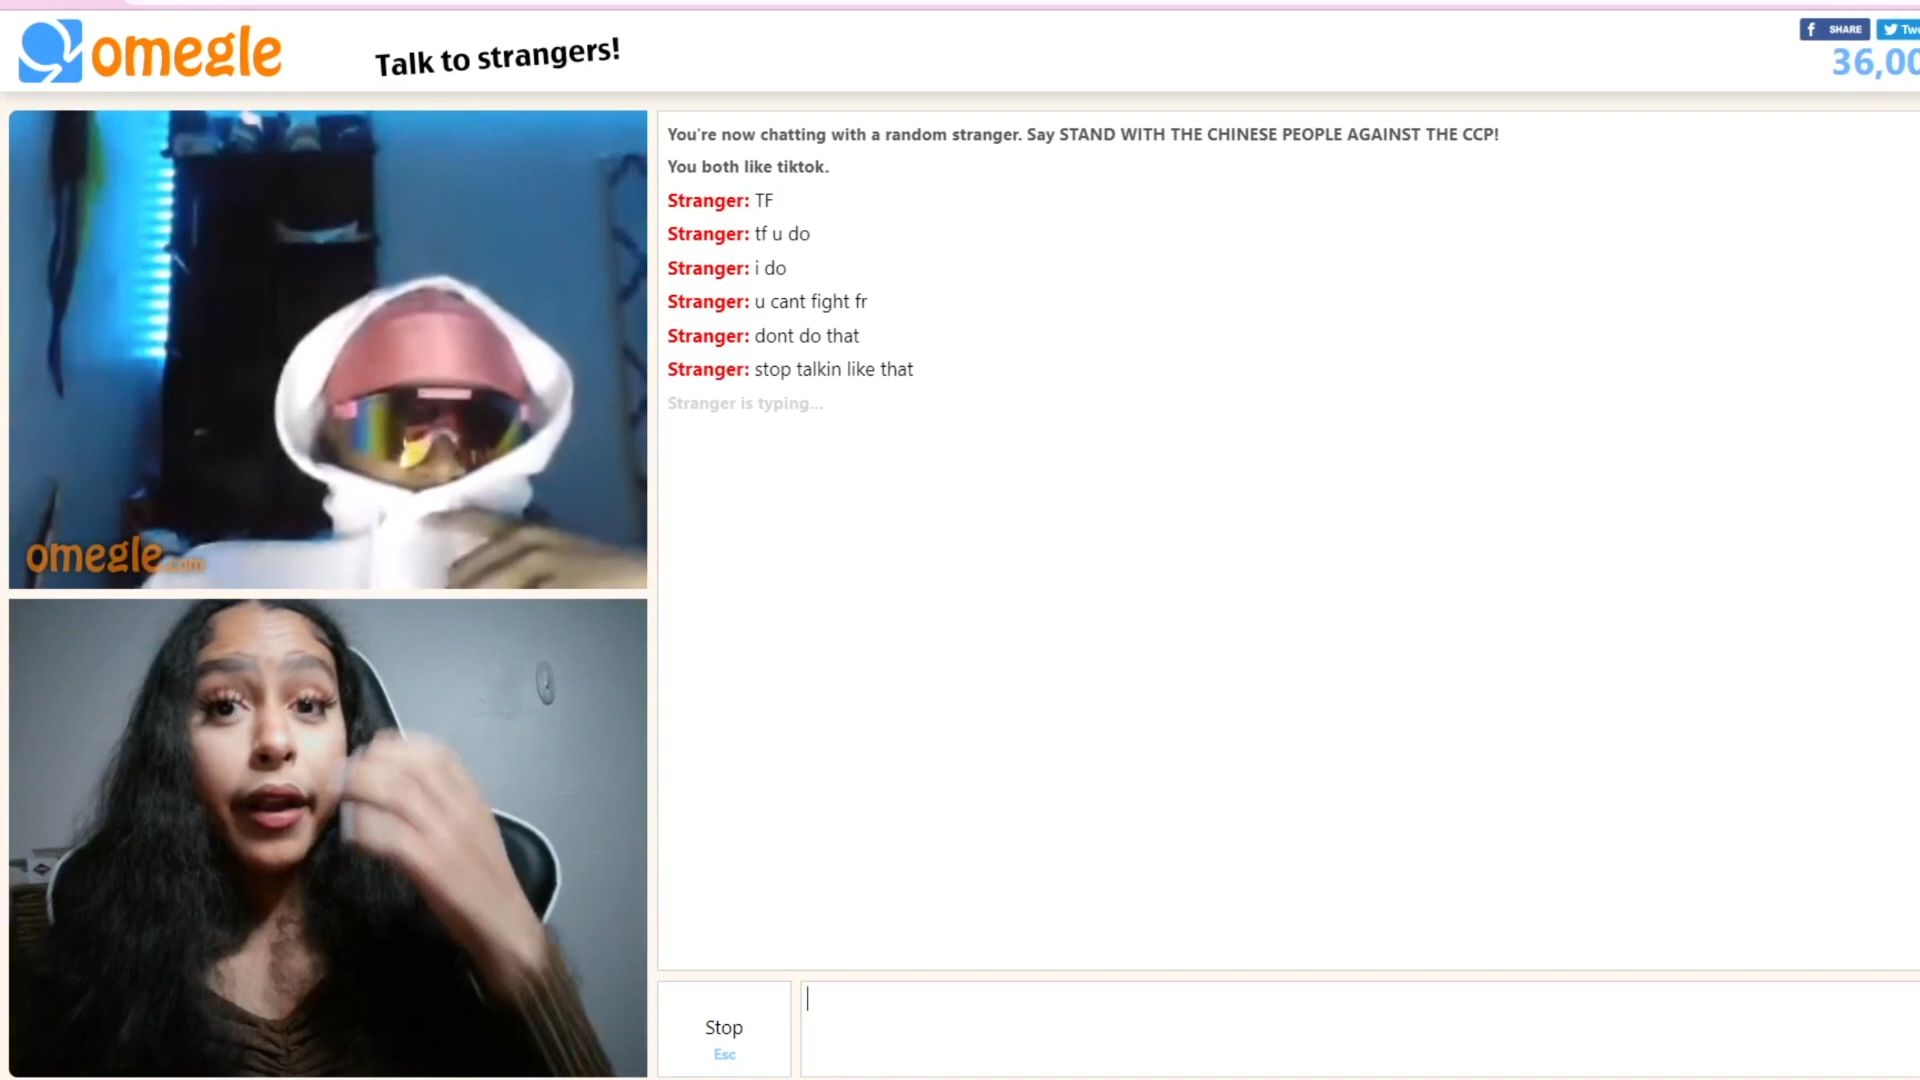 omegle
Talk to strangers!
SHARE
36,00
You're now chatting with a random stranger. Say STAND WITH THE CHINESE PEOPLE AGAINST THE CCP!
You both like tiktok.
Stranger: TF
Stranger: tf u do
Stranger: i do
Stranger: u cant fight fr
Stranger: dont do that
Stranger: stop talkin like that
Stranger is typing...
omegle.com
Stop
Esc